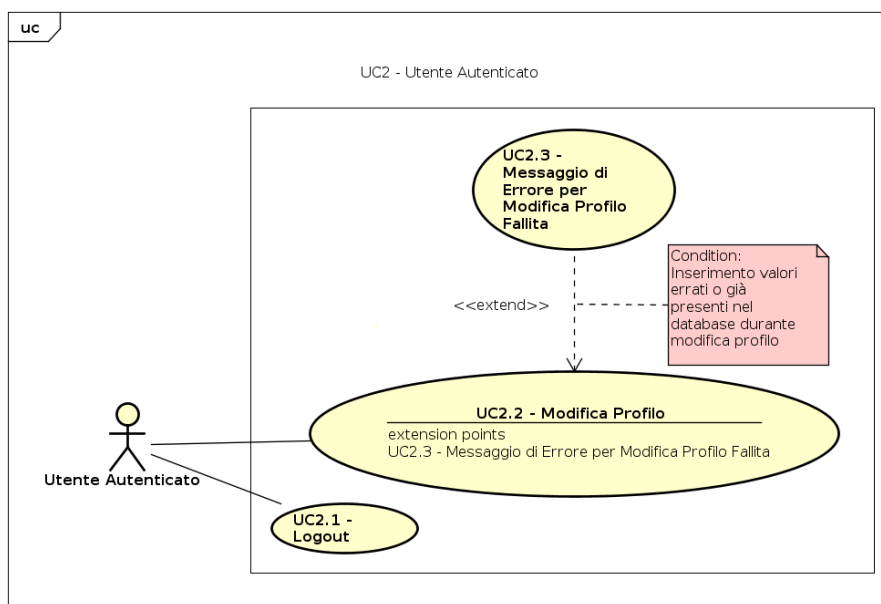 uc
UC2 - Utente Autenticato
UC2.3 -
Messaggio di
Errore per
Modifica Profilo
Fallita
Condition:
Inserimento valori
errati o già
presenti nel
database durante
modifica profilo
<<extend>>
UC2.2 - Modifica Profilo
extension points
UC2.3 - Messaggio di Errore per Modifica Profilo Fallita
Utente Autenticato
UC2.1 -
Logout